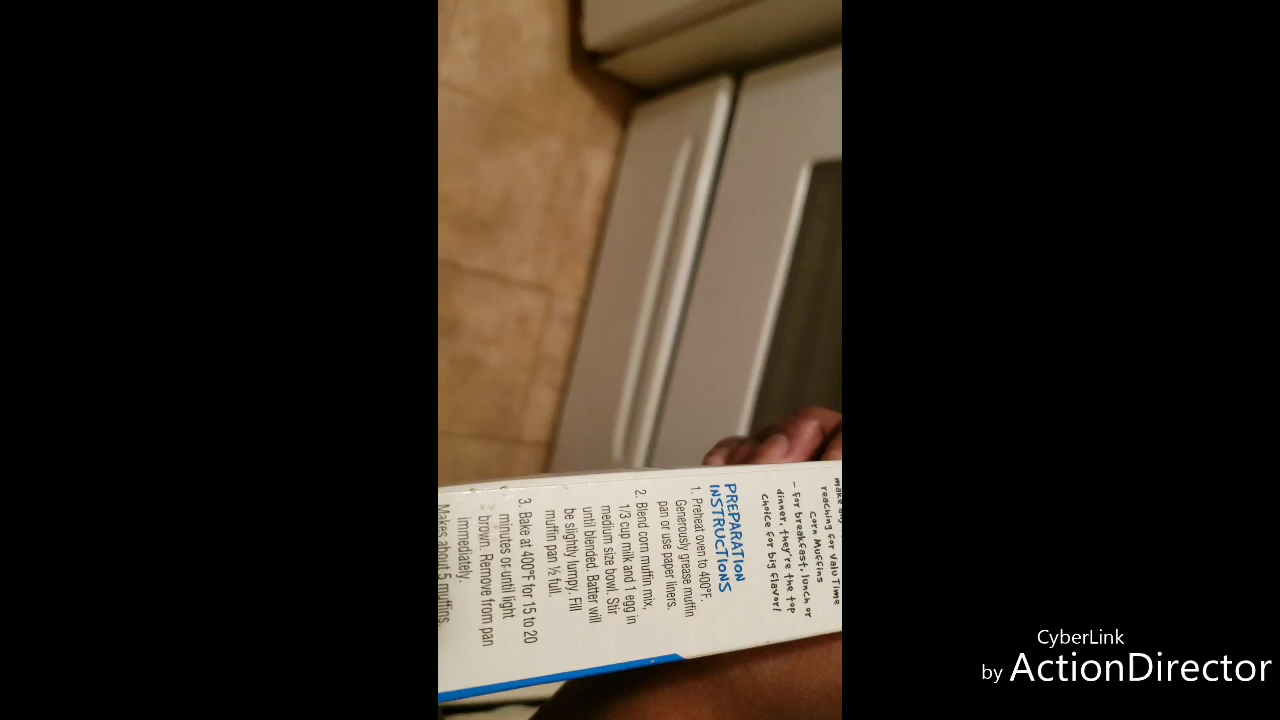 make any
reaching for Valu Time
Corn Muffins
- for breakfast, lunch or
dinner, they're the top
choice for big flavor!
PREPARATION
INSTRUCTIONS
1. Preheat oven to 400°F.
Generously grease muffin
pan or use paper liners.
2. Blend corn muffin mix,
1/3 cup milk and 1 egg in
medium size bowl. Stir
until blended. Batter will
be slightly lumpy. Fill
muffin pan ½ full.
3. Bake at 400°F for 15 to 20
minutes or until light
brown. Remove from pan
immediately.
Makes about 5 muffins.
CyberLink
by ActionDirector